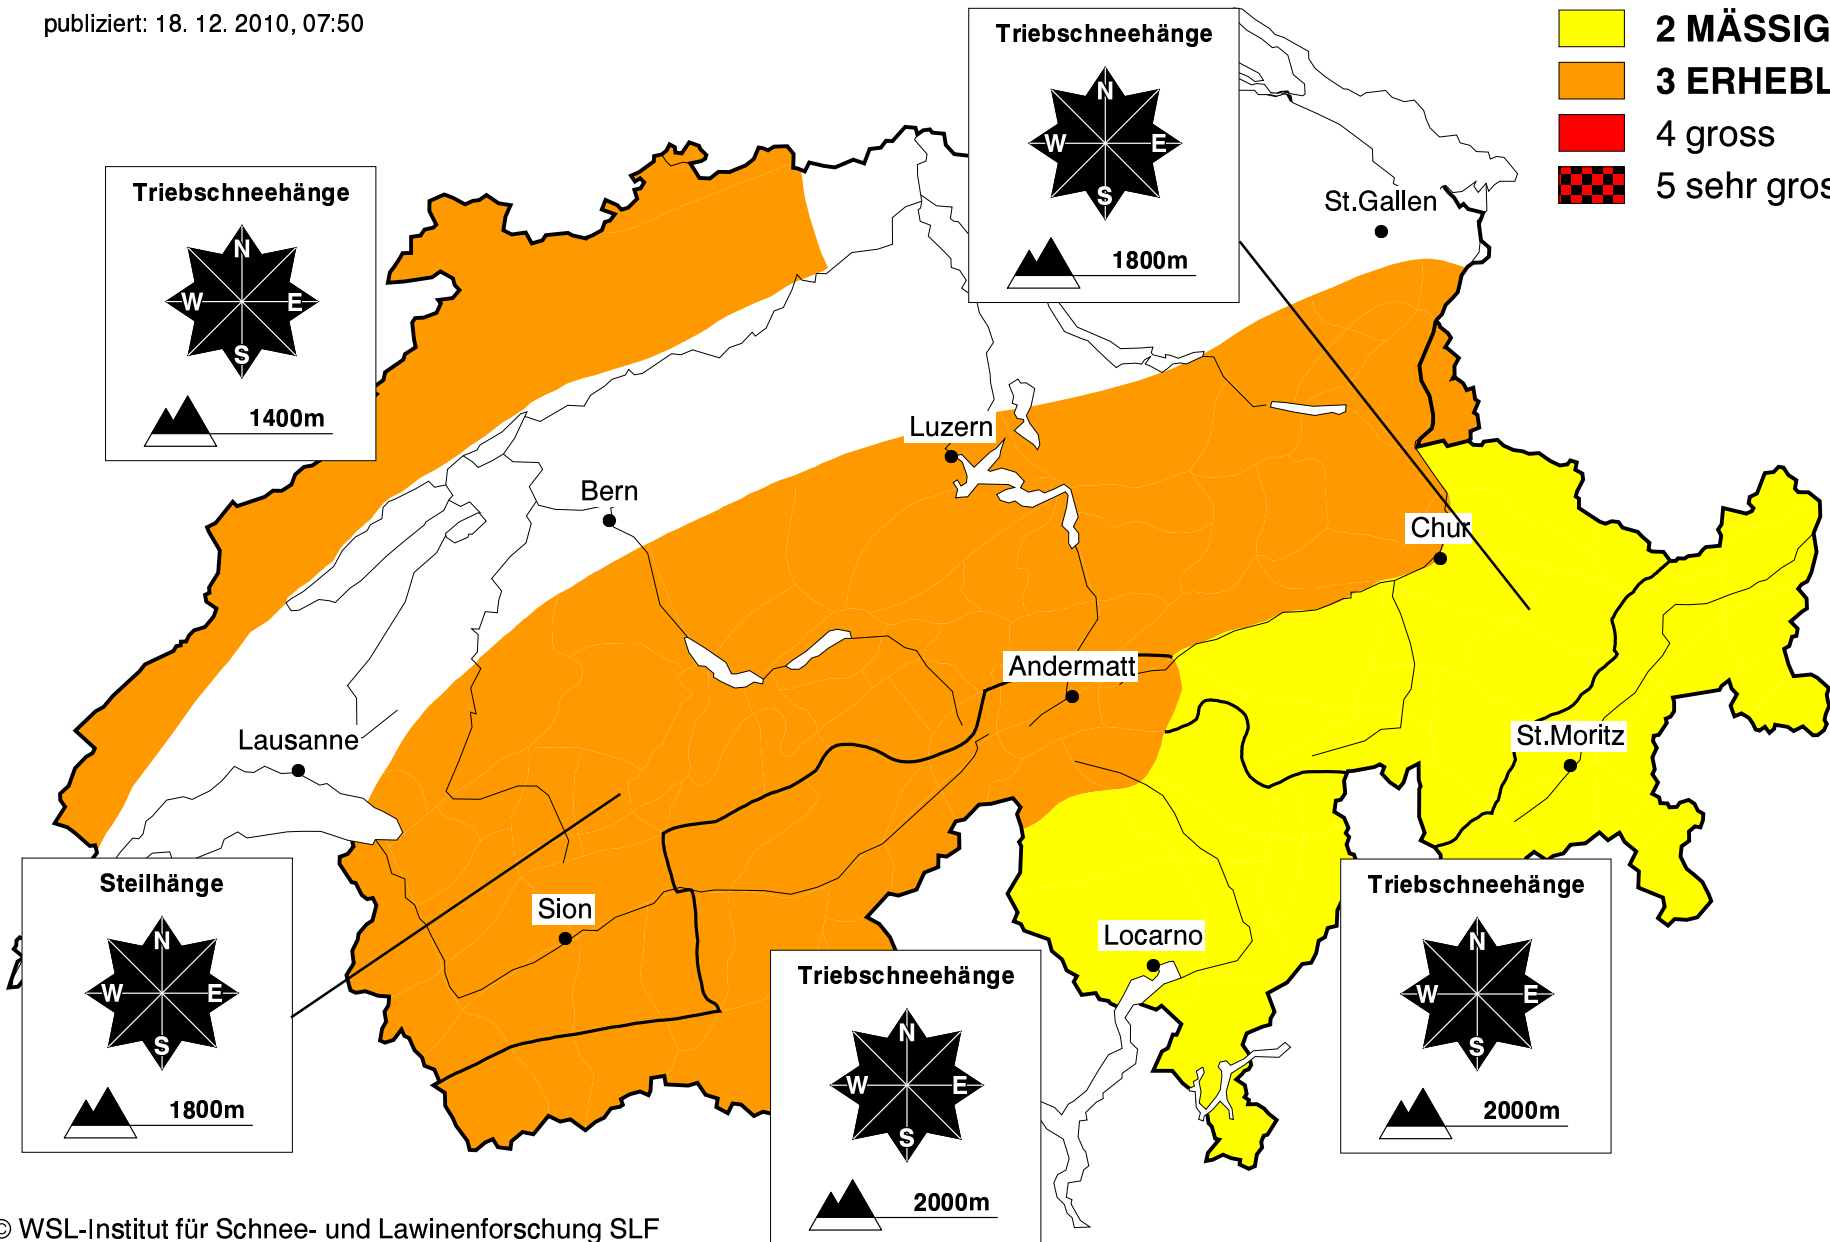 publiziert: 18. 12. 2010, 07:50
Triebschneehänge
N
W E
S
1800m
2 MÄSSIG
3 ERHEBL
4 gross
5 sehr gros
Triebschneehänge
N
W E
S
1400m
St.Gallen
Luzern
Bern
Chur
Andermatt
Lausanne
St.Moritz
Steilhänge
N
W E
S
1800m
Sion
Locarno
Triebschneehänge
N
W E
S
2000m
Triebschneehänge
N
W E
S
2000m
© WSL-Institut für Schnee- und Lawinenforschung SLF